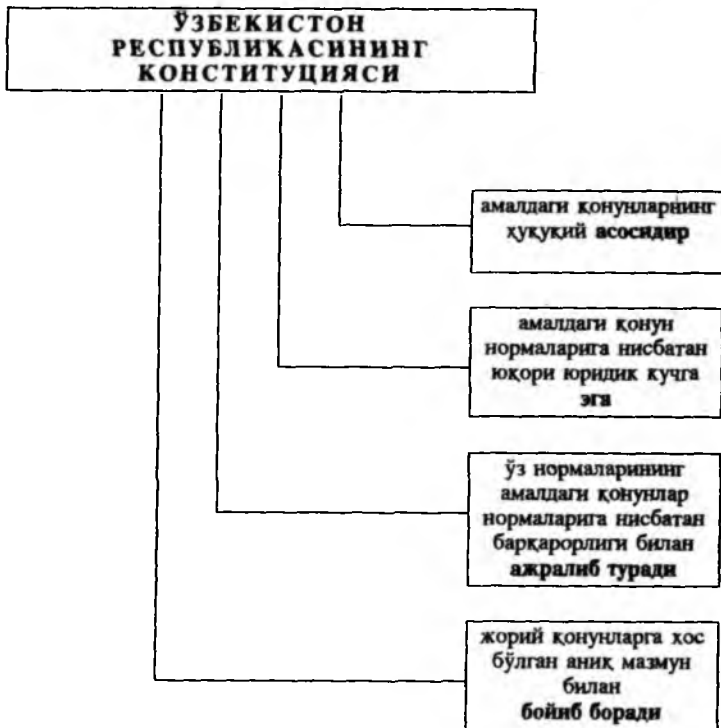 ЎЗБЕКИСТОН
РЕСПУБЛИКАСИНИНГ
КОНСТИТУЦИЯСИ
амалдаги қонунларнинг
ҳуқуқий асосидир
амалдаги қонун
нормаларига нисбатан
юқори юридик кучга
эга
ўз нормаларининг
амалдаги қонунлар
нормаларига нисбатан
барқарорлиги билан
ажралиб туради
жорий қонунларга хос
бўлган аниқ мазмун
билан
бойиб боради